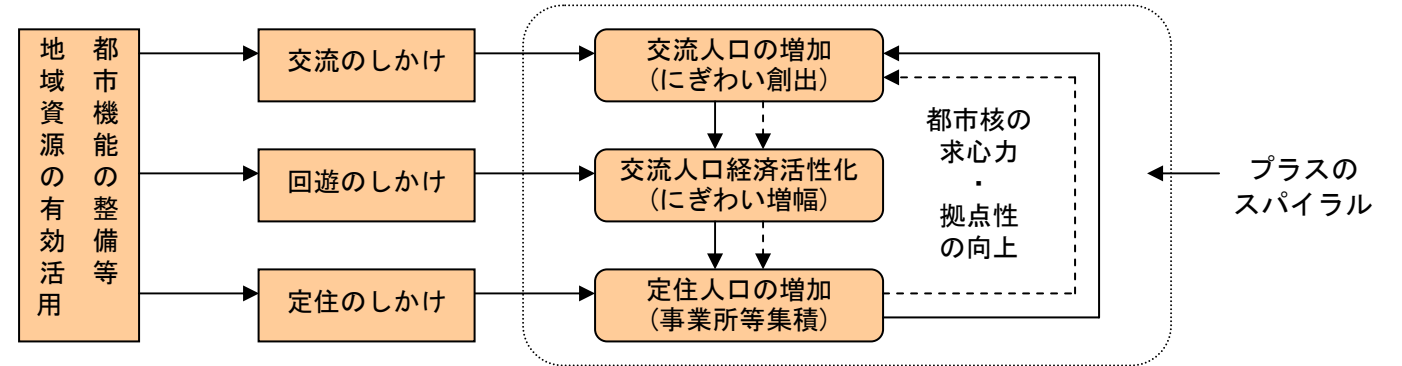 都市機能の整備等
地域資源の有効活用
交流のしかけ
回遊のしかけ
定住のしかけ
交流人口の増加
(にぎわい創出)
交流人口経済活性化
(にぎわい増幅)
定住人口の増加
(事業所等集積)
都市核の
求心力
・
拠点性
の向上
プラスの
スパイラル